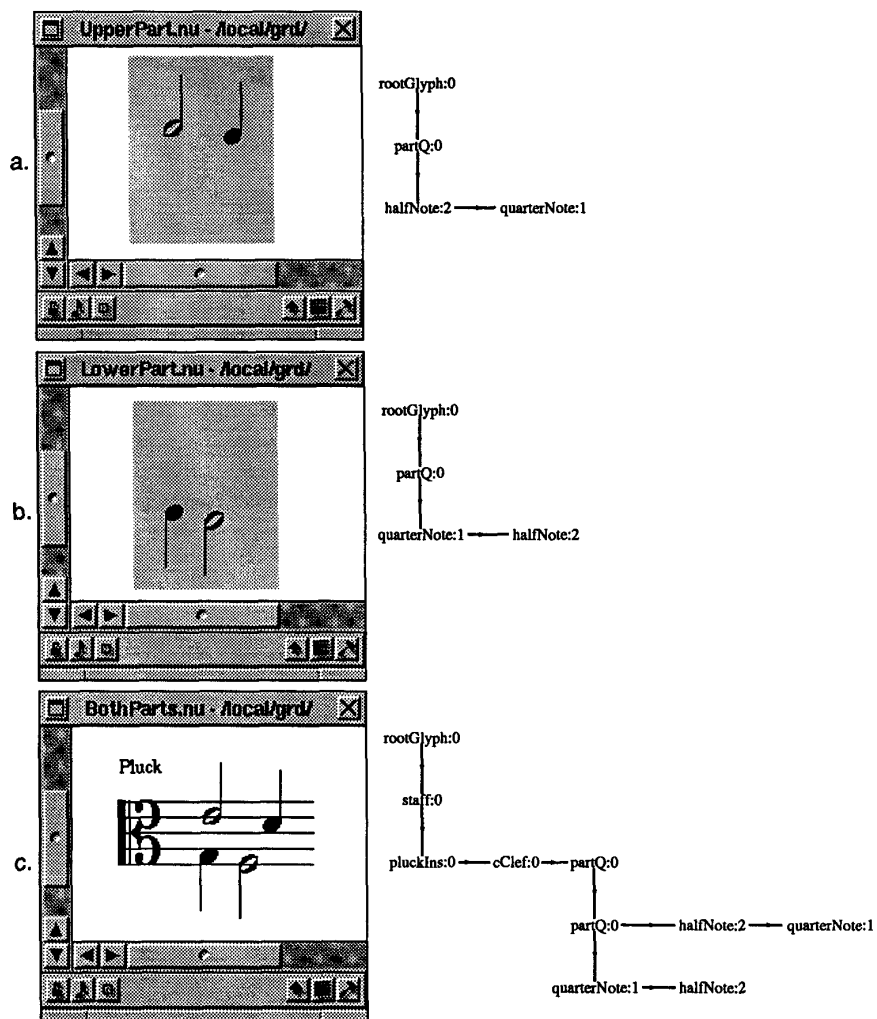 a.
UpperPart.nu - /local/grd/
rootGlyph:0
partQ:0
halfNote:2 quarterNote:1
b.
LowerPart.nu - /local/grd/
rootGlyph:0
partQ:0
quarterNote:1 halfNote:2
c.
BothParts.nu - /local/grd/
Pluck
rootGlyph:0
staff:0
pluckIns:0 cClef:0 partQ:0
partQ:0 halfNote:2 quarterNote:1
quarterNote:1 halfNote:2